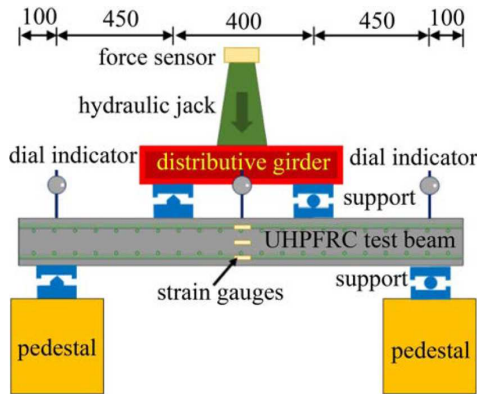 100 450 400 450 100
force sensor
hydraulic jack
dial indicator
distributive girder
dial indicator
support
UHPFRC test beam
strain gauges
support
pedestal
pedestal